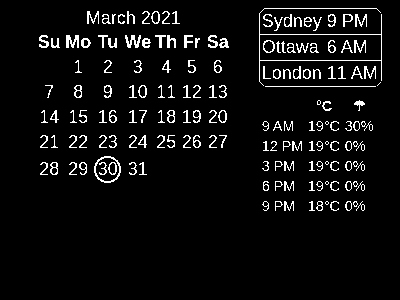 March 2021
Su Mo Tu We Th Fr Sa
1 2 3 4 5 6
7 8 9 10 11 12 13
14 15 16 17 18 19 20
21 22 23 24 25 26 27
28 29 30 31
Sydney 9 PM
Ottawa 6 AM
London 11 AM
°C ☂
9 AM 19°C 30%
12 PM 19°C 0%
3 PM 19°C 0%
6 PM 19°C 0%
9 PM 18°C 0%